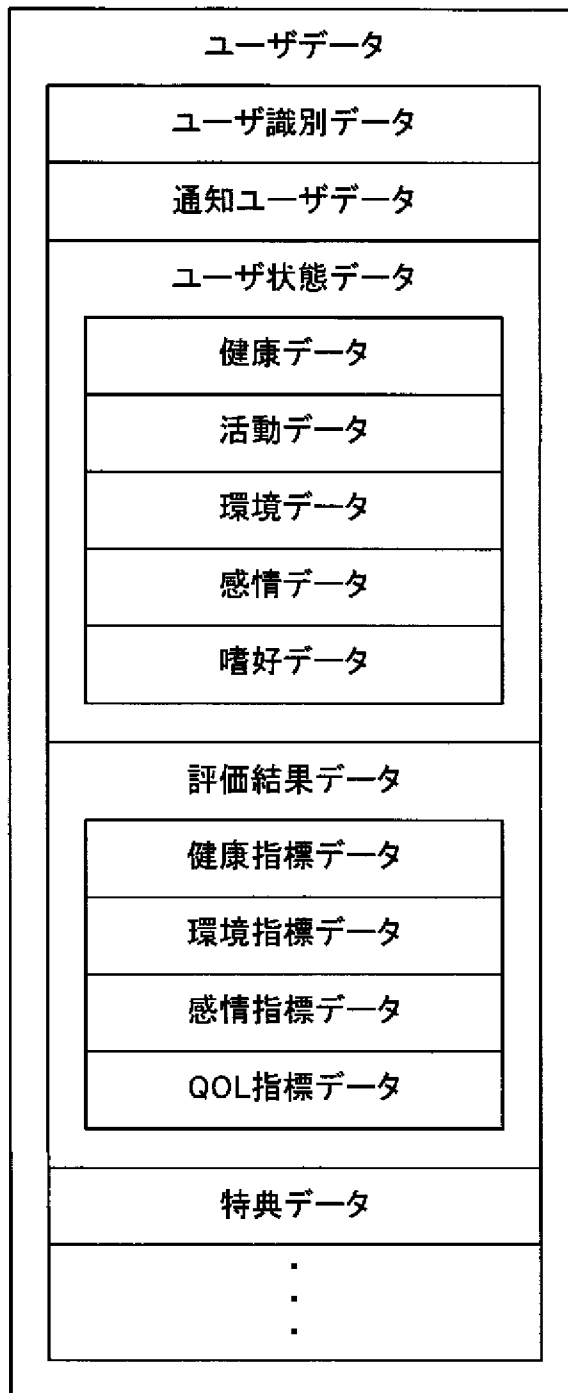 ユーザデータ
ユーザ識別データ
通知ユーザデータ
ユーザ状態データ
健康データ
活動データ
環境データ
感情データ
嗜好データ
評価結果データ
健康指標データ
環境指標データ
感情指標データ
QOL指標データ
特典データ
・
・
・